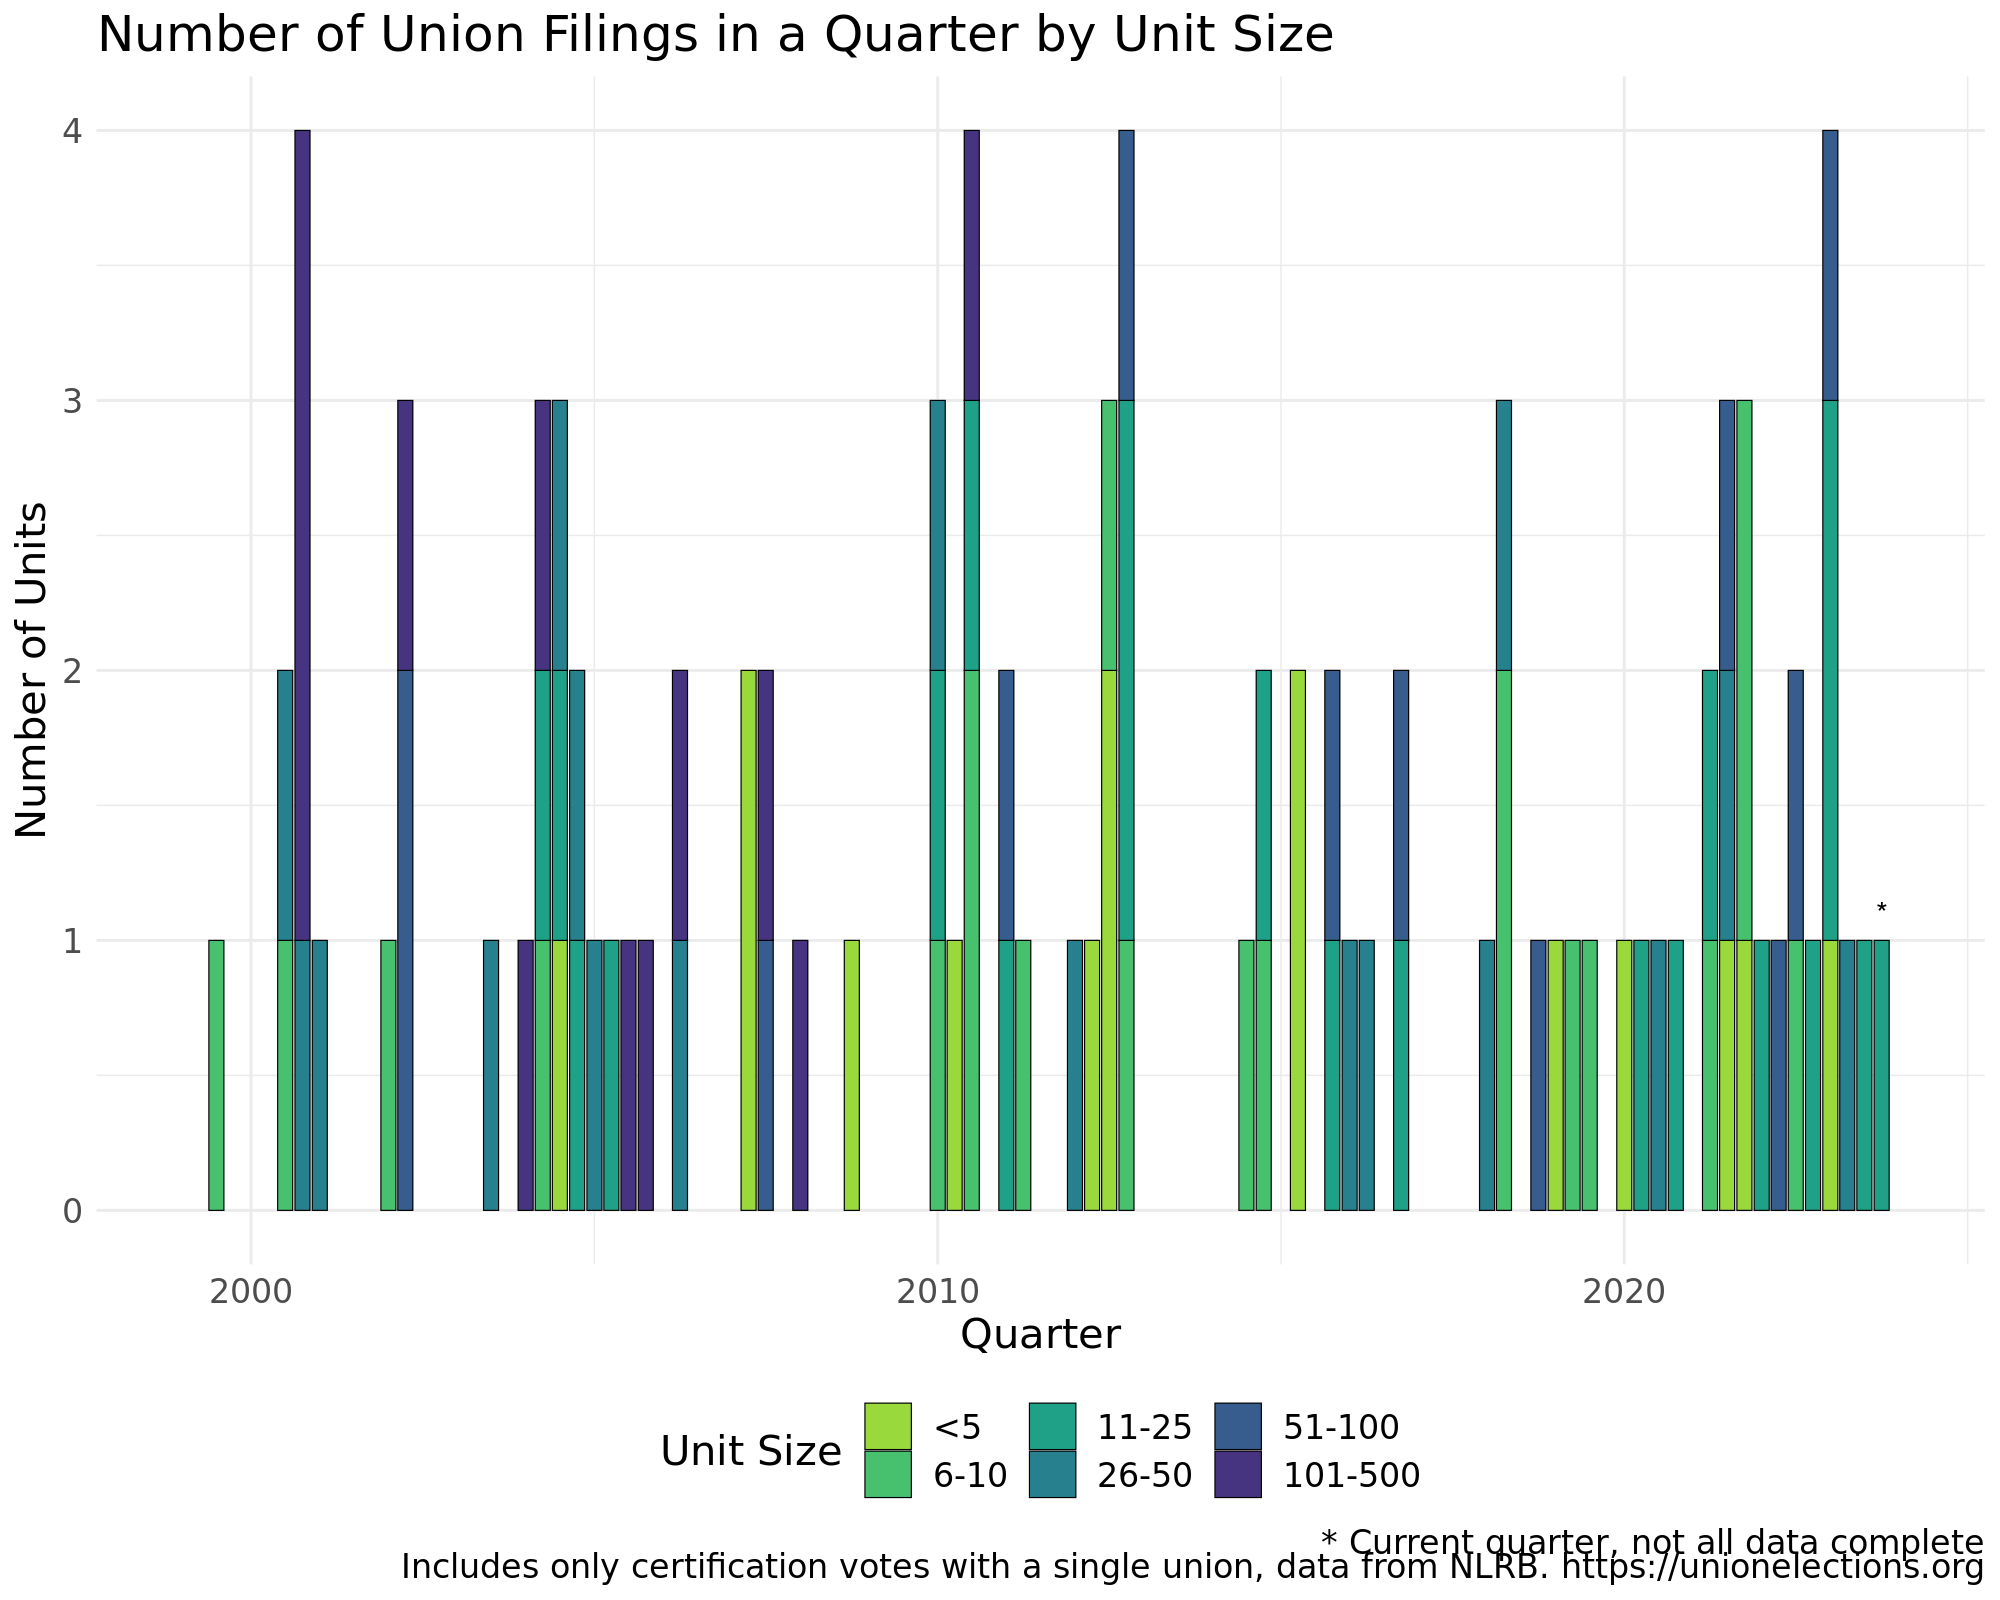 Number of Union Filings in a Quarter by Unit Size
Number of Units
4
3
2
1
0
*
2000 2010 2020
Quarter
Unit Size
<5 11-25 51-100
6-10 26-50 101-500
* Current quarter, not all data complete
Includes only certification votes with a single union, data from NLRB. https://unionelections.org